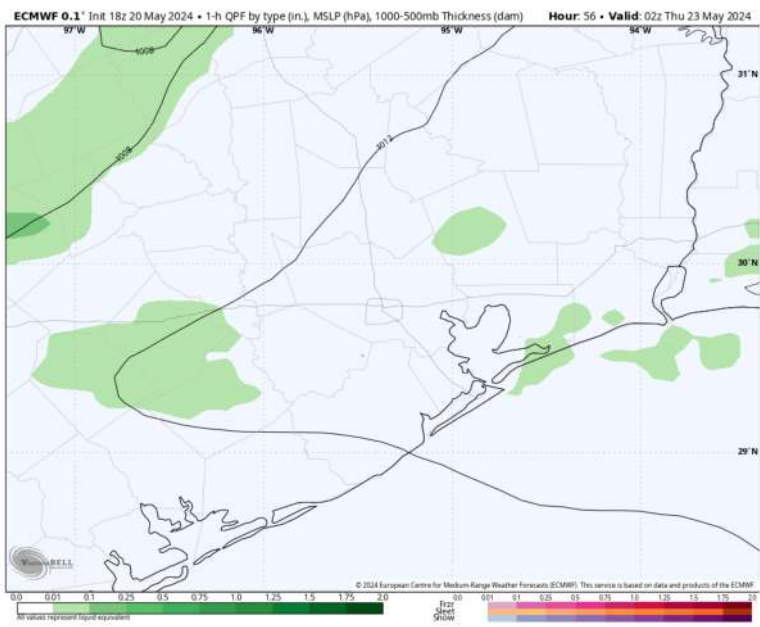 ECMWF 0.1° Init 18z 20 May 2024 • 1-h QPF by type (in.), MSLP (hPa), 1000-500mb Thickness (dam) Hour: 56 • Valid: 02z Thu 23 May 2024
97°W 96°W 95°W 94°W
1008
31°N
1012
1008
30°N
29°N
WeatherBELL
© 2024 European Centre for Medium-Range Weather Forecasts (ECMWF). This service is based on data and products of the ECMWF
0.0 0.01 0.1 0.25 0.5 0.75 1.0 1.25 1.5 1.75 2.0 0.0 0.01 0.1 0.25 0.5 0.75 1.0 1.25 1.5 1.75 2.0
All values represent liquid equivalent
Frzr
Sleet
Snow